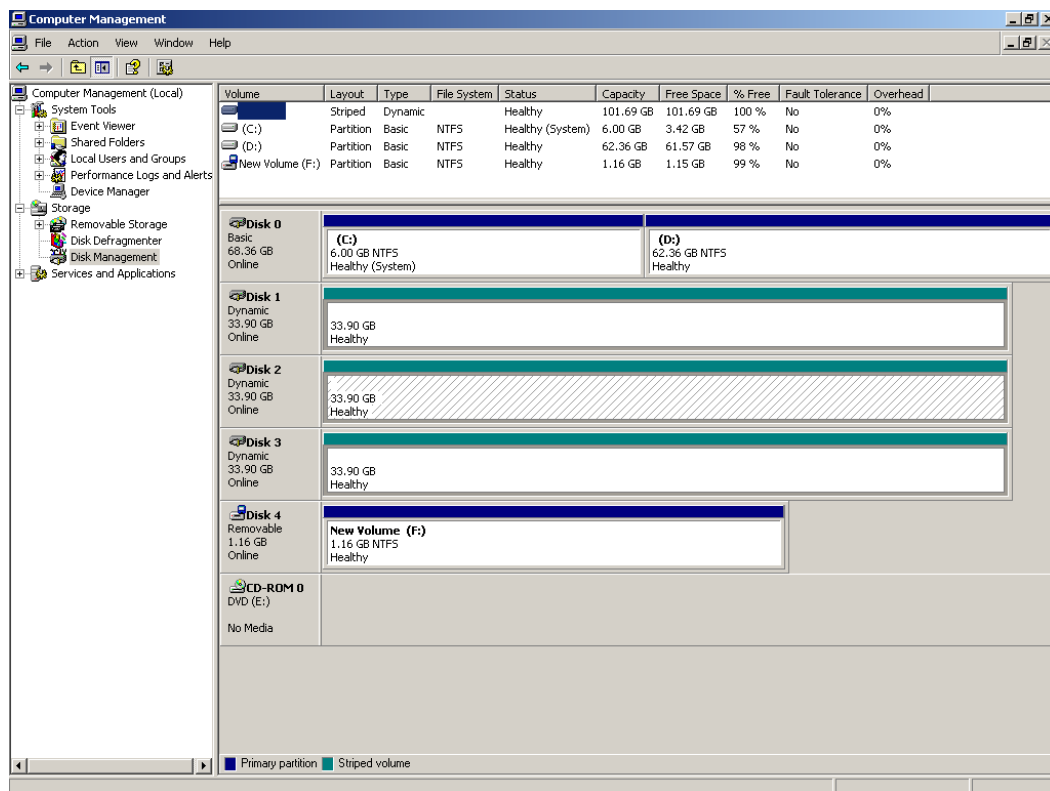 Computer Management
File Action View Window Help
Computer Management (Local)
System Tools
Event Viewer
Shared Folders
Local Users and Groups
Performance Logs and Alerts
Device Manager
Storage
Removable Storage
Disk Defragmenter
Disk Management
Services and Applications
Volume Layout Type File System Status Capacity Free Space % Free Fault Tolerance Overhead
Striped Dynamic Healthy 101.69 GB 101.69 GB 100 % No 0%
(C:) Partition Basic NTFS Healthy (System) 6.00 GB 3.42 GB 57 % No 0%
(D:) Partition Basic NTFS Healthy 62.36 GB 61.57 GB 98 % No 0%
New Volume (F:) Partition Basic NTFS Healthy 1.16 GB 1.15 GB 99 % No 0%
Disk 0
Basic
68.36 GB
Online
(C:)
6.00 GB NTFS
Healthy (System)
(D:)
62.36 GB NTFS
Healthy
Disk 1
Dynamic
33.90 GB
Online
33.90 GB
Healthy
Disk 2
Dynamic
33.90 GB
Online
33.90 GB
Healthy
Disk 3
Dynamic
33.90 GB
Online
33.90 GB
Healthy
Disk 4
Removable
1.16 GB
Online
New Volume (F:)
1.16 GB NTFS
Healthy
CD-ROM 0
DVD (E:)
No Media
Primary partition Striped volume